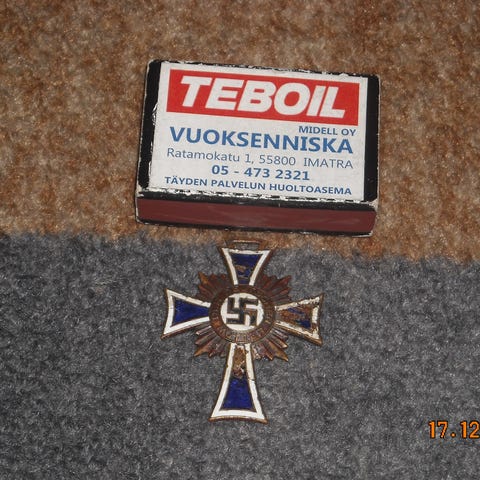 TEBOIL
MIDELL OY
VUOKSENNISKA
Ratamokatu 1, 55800 IMATRA
05 - 473 2321
TÄYDEN PALVELUN HUOLTOASEMA
17.12